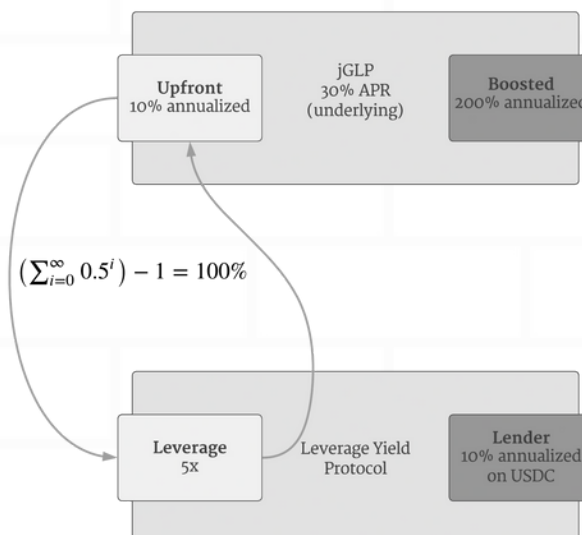 Upfront
10% annualized
jGLP
30% APR
(underlying)
Boosted
200% annualized
(∑_{i=0}^{∞} 0.5^i) − 1 = 100%
Leverage
5x
Leverage Yield
Protocol
Lender
10% annualized
on USDC